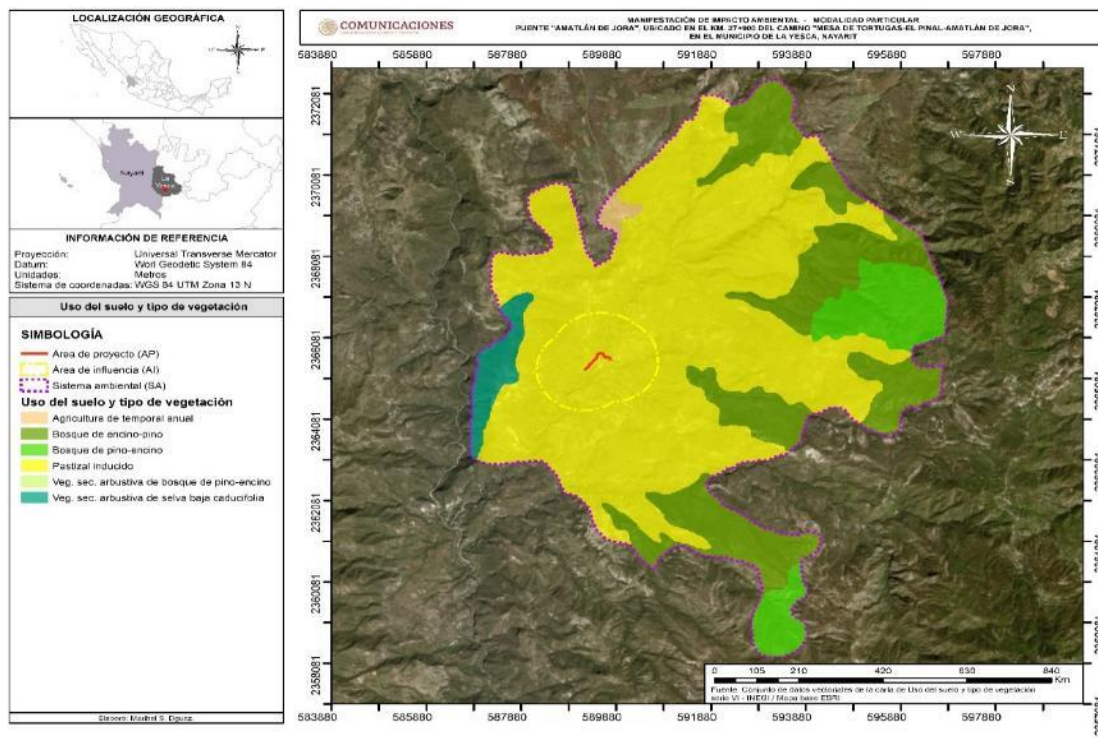 LOCALIZACIÓN GEOGRÁFICA
Nayarit
La
Yesca
INFORMACIÓN DE REFERENCIA
Proyección: Universal Transverse Mercator
Datum: Worl Geodetic System 84
Unidades: Metros
Sistema de coordenadas: WGS 84 UTM Zona 13 N
Uso del suelo y tipo de vegetación
SIMBOLOGÍA
Área de proyecto (AP)
Área de influencia (AI)
Sistema ambiental (SA)
Uso del suelo y tipo de vegetación
Agricultura de temporal anual
Bosque de encino-pino
Bosque de pino-encino
Pastizal inducido
Veg. sec. arbustiva de bosque de pino-encino
Veg. sec. arbustiva de selva baja caducifolia
Elaboro: Maribel S. Dguez.
COMUNICACIONES
MANIFESTACIÓN DE IMPACTO AMBIENTAL - MODALIDAD PARTICULAR
PUENTE "AMATLÁN DE JORA", UBICADO EN EL KM. 27+900 DEL CAMINO "MESA DE TORTUGAS-EL PINAL-AMATLÁN DE JORA",
EN EL MUNICIPIO DE LA YESCA, NAYARIT
583880 585880 587880 589880 591880 593880 595880 597880
2372081
2370081
2368081
2366081
2364081
2362081
2360081
2358081
N
W E
S
0 105 210 420 630 840
Km
Fuente: Conjunto de datos vectoriales de la carta de Uso del suelo y tipo de vegetación
serie VI - INEGI / Mapa base ESRI
583880 585880 587880 589880 591880 593880 595880 597880